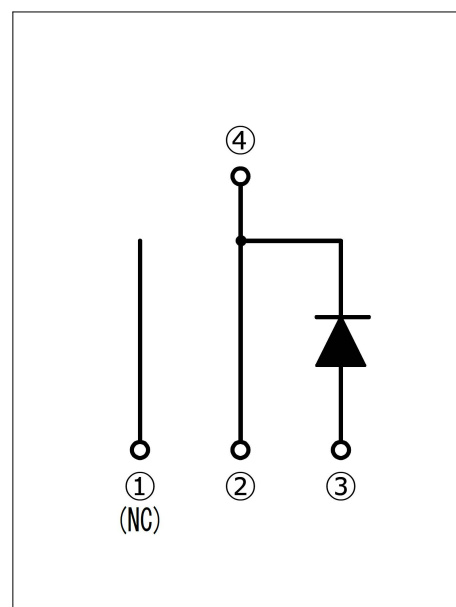 ④
① ② ③
(NC)